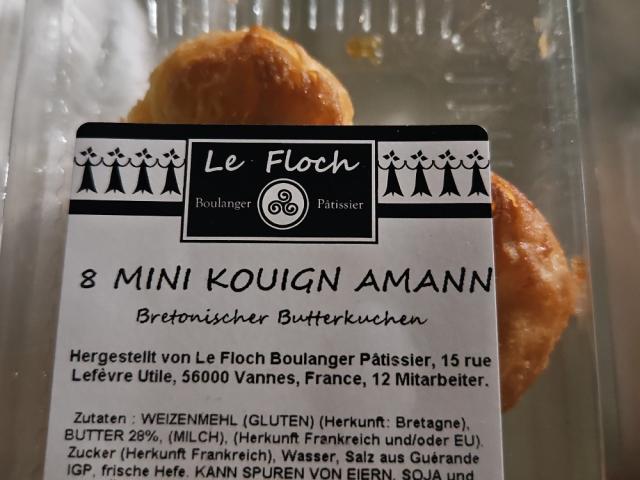 Le Floch
Boulanger Pâtissier
8 MINI KOUIGN AMANN
Bretonischer Butterkuchen
Hergestellt von Le Floch Boulanger Pâtissier, 15 rue
Lefèvre Utile, 56000 Vannes, France, 12 Mitarbeiter.
Zutaten : WEIZENMEHL (GLUTEN) (Herkunft: Bretagne),
BUTTER 28%, (MILCH), (Herkunft Frankreich und/oder EU).
Zucker (Herkunft Frankreich), Wasser, Salz aus Guérande
IGP, frische Hefe. KANN SPUREN VON EIERN, SOJA und